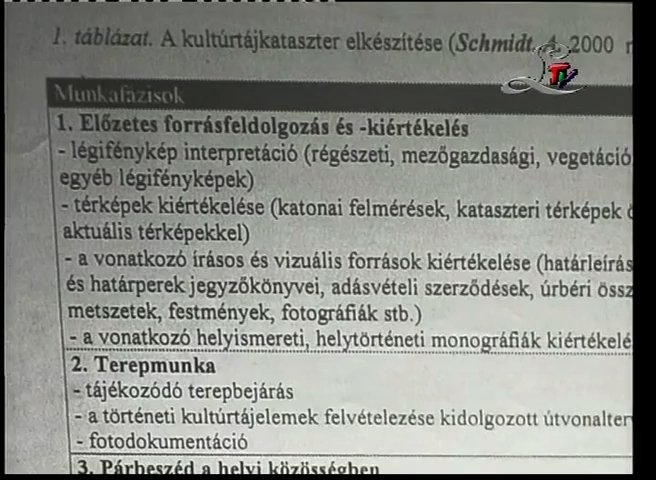 1. táblázat. A kultúrtájkataszter elkészítése (Schmidt, A. 2000
TV
Munkafázisok
1. Előzetes forrásfeldolgozás és -kiértékelés
- légifénykép interpretáció (régészeti, mezőgazdasági, vegetáció
egyéb légifényképek)
- térképek kiértékelése (katonai felmérések, kataszteri térképek
aktuális térképekkel)
- a vonatkozó írásos és vizuális források kiértékelése (határleírás
és határperek jegyzőkönyvei, adásvételi szerződések, úrbéri össz
metszetek, festmények, fotográfiák stb.)
- a vonatkozó helyismereti, helytörténeti monográfiák kiértékelé
2. Terepmunka
- tájékozódó terepbejárás
- a történeti kultúrtájelemek felvételezése kidolgozott útvonalter
- fotodokumentáció
3. Párbeszéd a helyi közösségben